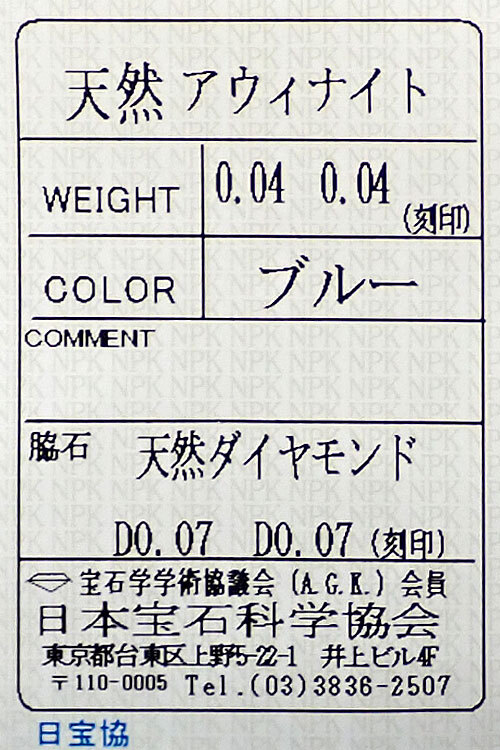 天然 アウィナイト
WEIGHT 0.04 0.04 (刻印)
COLOR ブルー
COMMENT
脇石 天然ダイヤモンド
D0.07 D0.07 (刻印)
宝石学学術協議会 (A.G.K.) 会員
日本宝石科学協会
東京都台東区上野5-22-1 井上ビル4F
〒110-0005 Tel.(03)3836-2507
日宝協